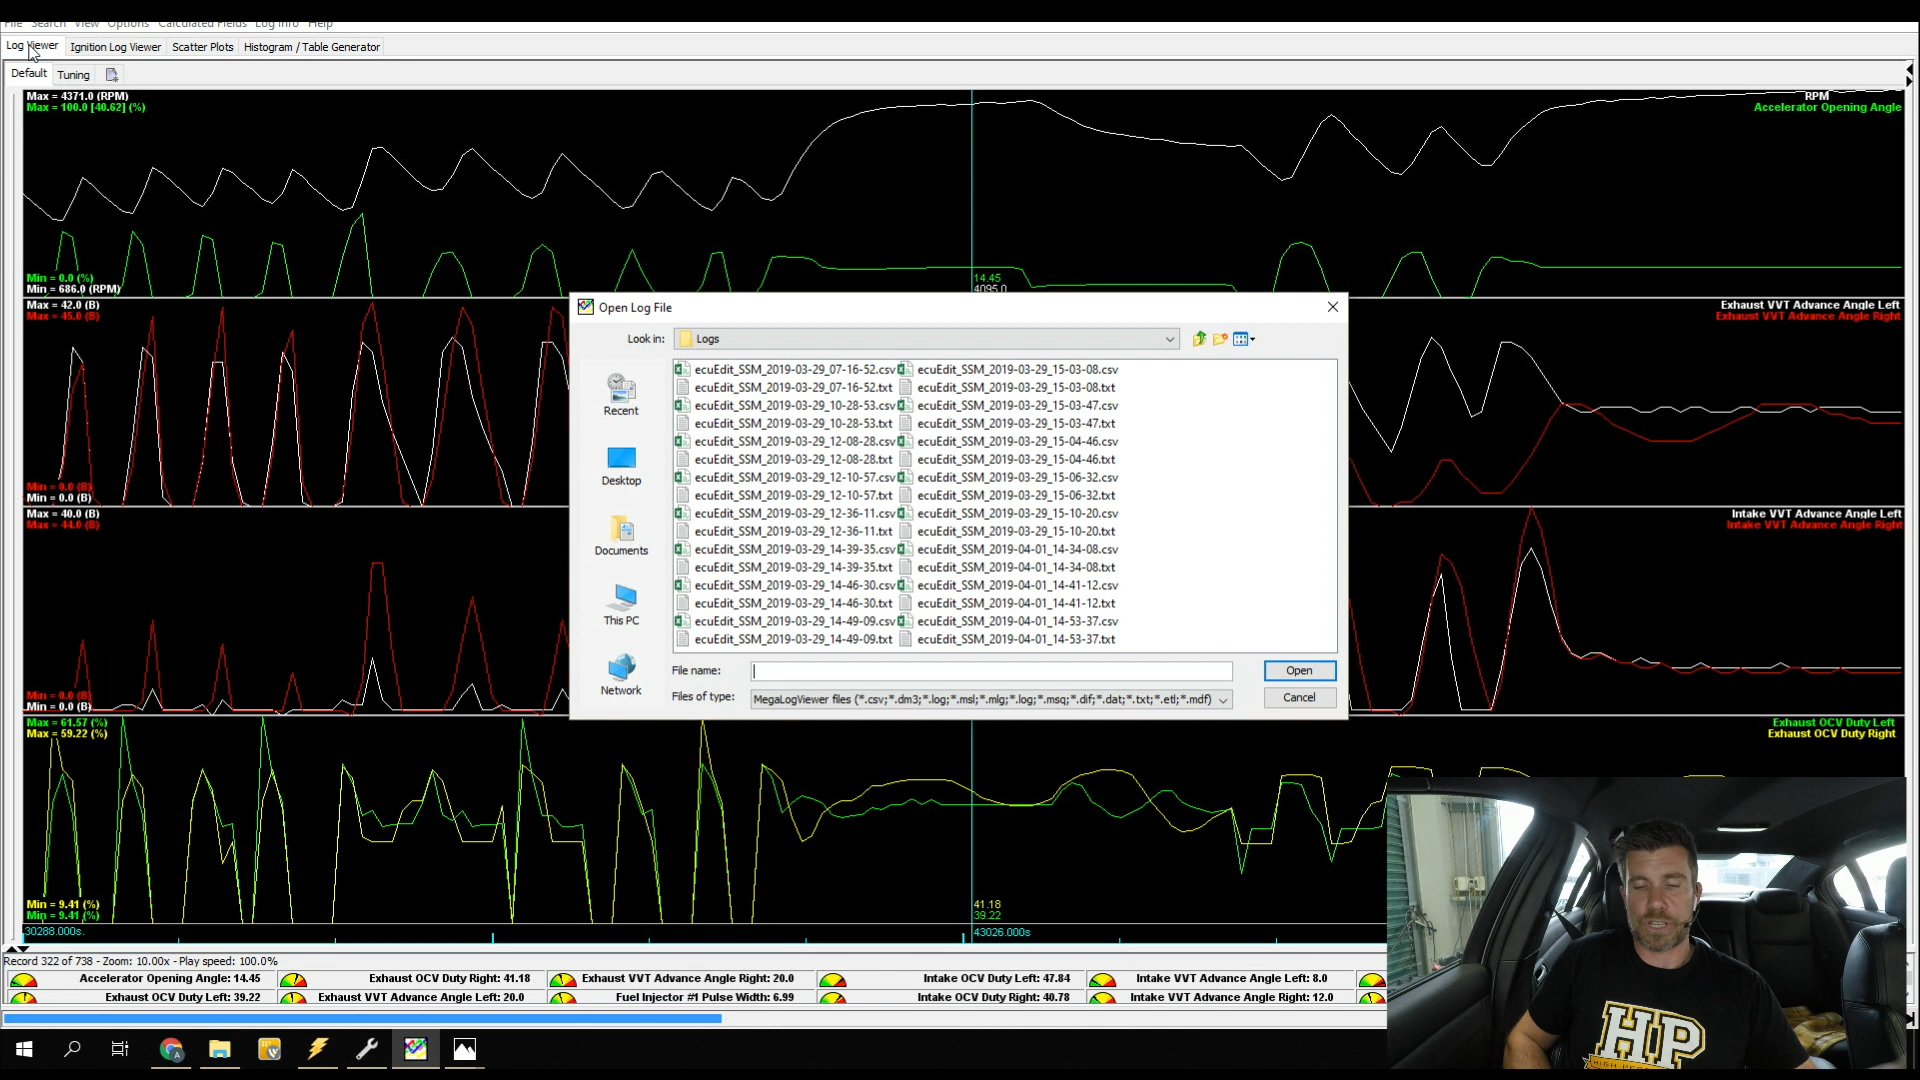 File Search View Options Calculated Fields Log Info Help
Log Viewer Ignition Log Viewer Scatter Plots Histogram / Table Generator
Default Tuning
Max = 4371.0 (RPM)
Max = 100.0 [40.62] (%)
RPM
Accelerator Opening Angle
Min = 0.0 (%)
Min = 686.0 (RPM)
14.45
4095.0
Max = 42.0 (B)
Max = 45.0 (B)
Exhaust VVT Advance Angle Left
Exhaust VVT Advance Angle Right
Min = 0.0 (B)
Min = 0.0 (B)
Max = 40.0 (B)
Max = 44.0 (B)
Intake VVT Advance Angle Left
Intake VVT Advance Angle Right
Min = 0.0 (B)
Min = 0.0 (B)
Max = 61.57 (%)
Max = 59.22 (%)
Exhaust OCV Duty Left
Exhaust OCV Duty Right
Min = 9.41 (%)
Min = 9.41 (%)
41.18
39.22
30288.000s.
43026.000s
Open Log File
Look in: Logs
Recent
Desktop
Documents
This PC
Network
ecuEdit_SSM_2019-03-29_07-16-52.csv
ecuEdit_SSM_2019-03-29_07-16-52.txt
ecuEdit_SSM_2019-03-29_10-28-53.csv
ecuEdit_SSM_2019-03-29_10-28-53.txt
ecuEdit_SSM_2019-03-29_12-08-28.csv
ecuEdit_SSM_2019-03-29_12-08-28.txt
ecuEdit_SSM_2019-03-29_12-10-57.csv
ecuEdit_SSM_2019-03-29_12-10-57.txt
ecuEdit_SSM_2019-03-29_12-36-11.csv
ecuEdit_SSM_2019-03-29_12-36-11.txt
ecuEdit_SSM_2019-03-29_14-39-35.csv
ecuEdit_SSM_2019-03-29_14-39-35.txt
ecuEdit_SSM_2019-03-29_14-46-30.csv
ecuEdit_SSM_2019-03-29_14-46-30.txt
ecuEdit_SSM_2019-03-29_14-49-09.csv
ecuEdit_SSM_2019-03-29_14-49-09.txt
ecuEdit_SSM_2019-03-29_15-03-08.csv
ecuEdit_SSM_2019-03-29_15-03-08.txt
ecuEdit_SSM_2019-03-29_15-03-47.csv
ecuEdit_SSM_2019-03-29_15-03-47.txt
ecuEdit_SSM_2019-03-29_15-04-46.csv
ecuEdit_SSM_2019-03-29_15-04-46.txt
ecuEdit_SSM_2019-03-29_15-06-32.csv
ecuEdit_SSM_2019-03-29_15-06-32.txt
ecuEdit_SSM_2019-03-29_15-10-20.csv
ecuEdit_SSM_2019-03-29_15-10-20.txt
ecuEdit_SSM_2019-04-01_14-34-08.csv
ecuEdit_SSM_2019-04-01_14-34-08.txt
ecuEdit_SSM_2019-04-01_14-41-12.csv
ecuEdit_SSM_2019-04-01_14-41-12.txt
ecuEdit_SSM_2019-04-01_14-53-37.csv
ecuEdit_SSM_2019-04-01_14-53-37.txt
File name: Open
Files of type: MegaLogViewer files (*.csv;*.dm3;*.log;*.msl;*.mlg;*.log;*.msq;*.dif;*.dat;*.txt;*.etl;*.mdf) Cancel
Record 322 of 738 - Zoom: 10.00x - Play speed: 100.0%
Accelerator Opening Angle: 14.45 Exhaust OCV Duty Right: 41.18 Exhaust VVT Advance Angle Right: 20.0 Intake OCV Duty Left: 47.84 Intake VVT Advance Angle Left: 8.0
Exhaust OCV Duty Left: 39.22 Exhaust VVT Advance Angle Left: 20.0 Fuel Injector #1 Pulse Width: 6.99 Intake OCV Duty Right: 40.78 Intake VVT Advance Angle Right: 12.0
HP